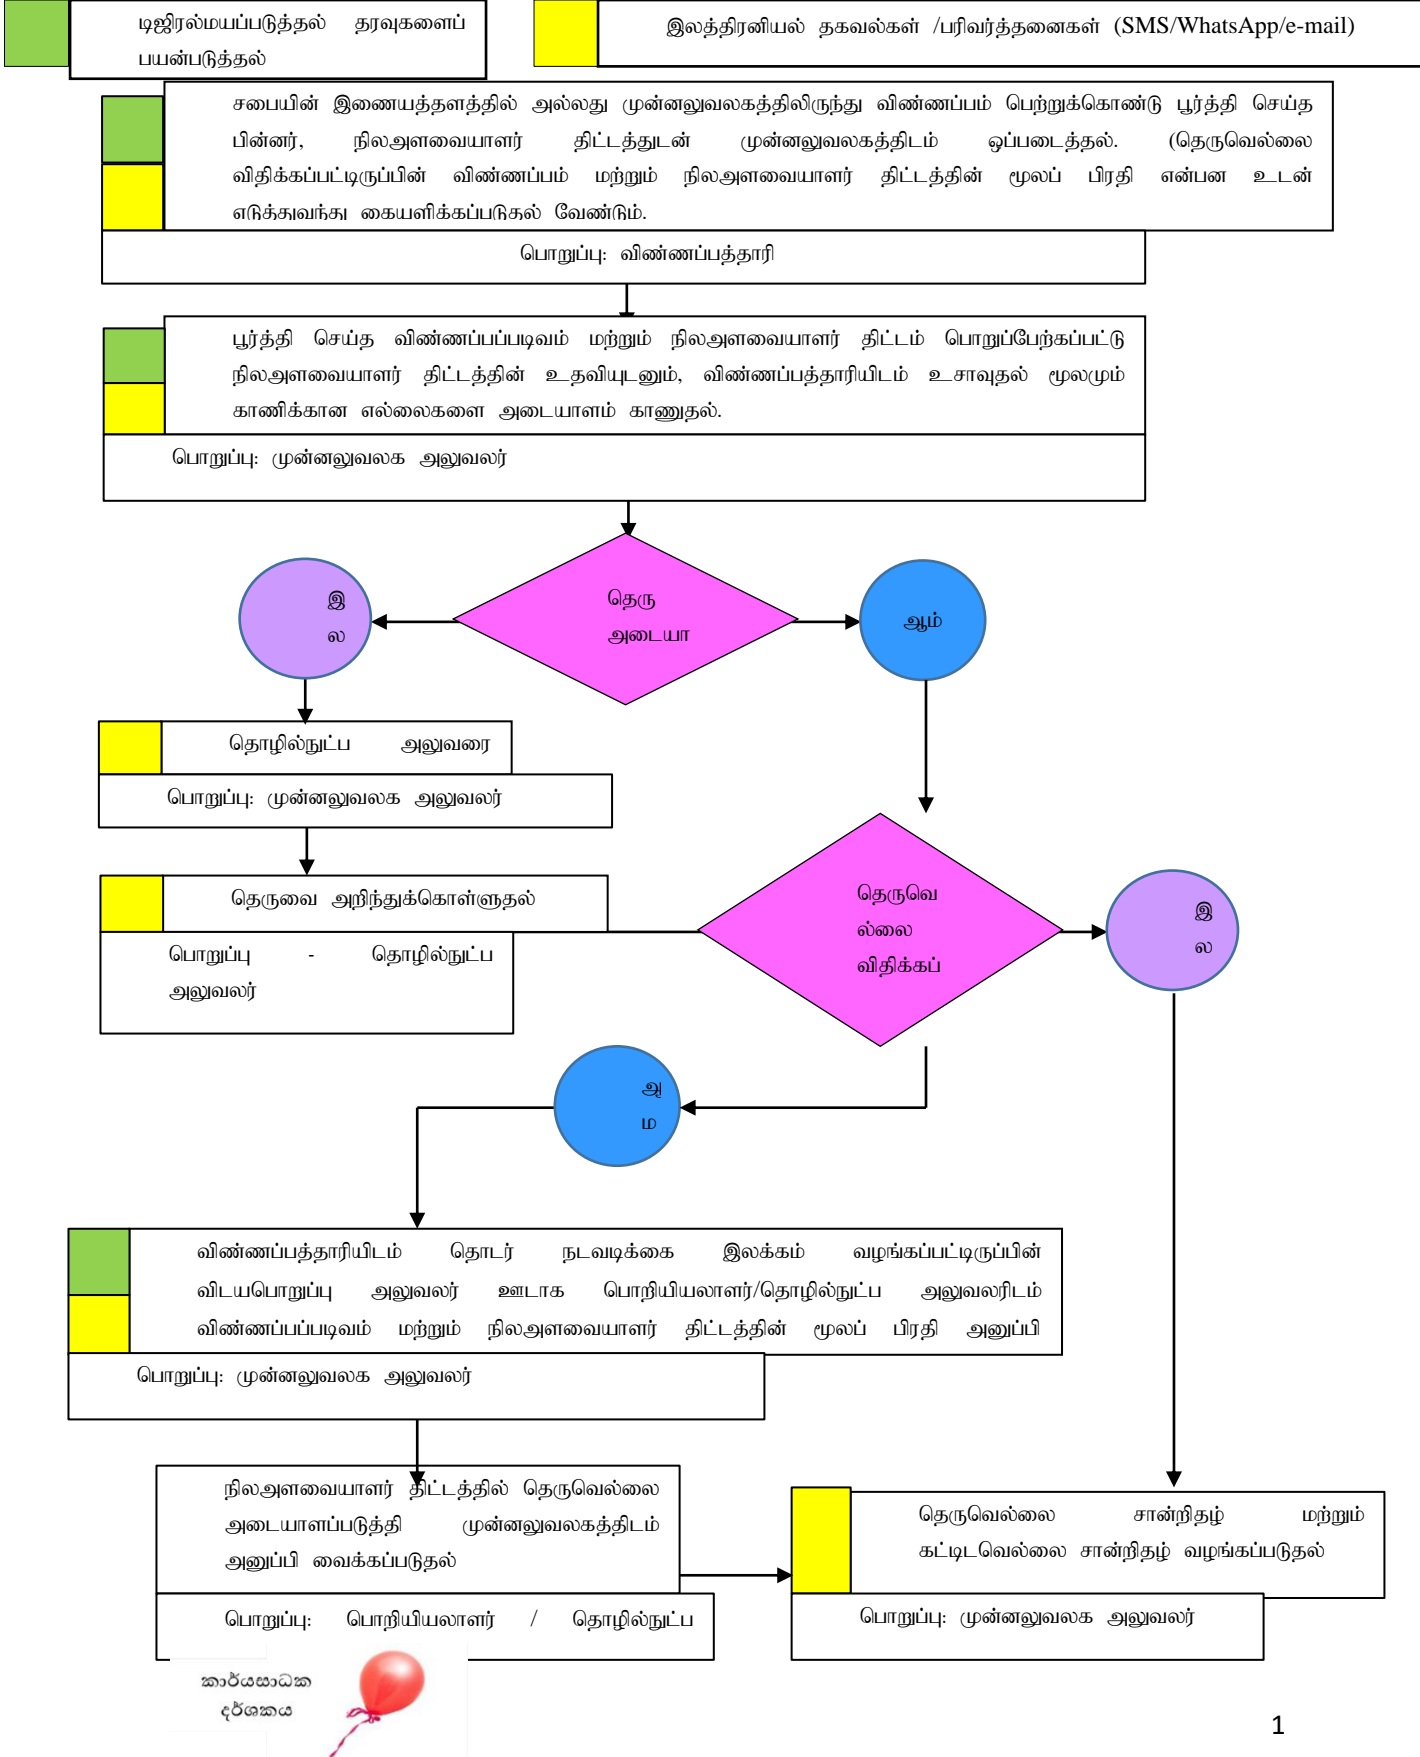 டிஜிரல்மயப்படுத்தல் தரவுகளைப்
பயன்படுத்தல்
இலத்திரனியல் தகவல்கள் /பரிவர்த்தனைகள் (SMS/WhatsApp/e-mail)
சபையின் இணையத்தளத்தில் அல்லது முன்னலுவலகத்திலிருந்து விண்ணப்பம் பெற்றுக்கொண்டு பூர்த்தி செய்த
பின்னர், நிலஅளவையாளர் திட்டத்துடன் முன்னலுவலகத்திடம் ஒப்படைத்தல். (தெருவெல்லை
விதிக்கப்பட்டிருப்பின் விண்ணப்பம் மற்றும் நிலஅளவையாளர் திட்டத்தின் மூலப் பிரதி என்பன உடன்
எடுத்துவந்து கையளிக்கப்படுதல் வேண்டும்.
பொறுப்பு: விண்ணப்பத்தாரி
பூர்த்தி செய்த விண்ணப்பப்படிவம் மற்றும் நிலஅளவையாளர் திட்டம் பொறுப்பேற்கப்பட்டு
நிலஅளவையாளர் திட்டத்தின் உதவியுடனும், விண்ணப்பத்தாரியிடம் உசாவுதல் மூலமும்
காணிக்கான எல்லைகளை அடையாளம் காணுதல்.
பொறுப்பு: முன்னலுவலக அலுவலர்
தெரு
அடையா
இ
ல
ஆம்
தொழில்நுட்ப அலுவரை
பொறுப்பு: முன்னலுவலக அலுவலர்
தெருவை அறிந்துக்கொள்ளுதல்
பொறுப்பு - தொழில்நுட்ப
அலுவலர்
தெருவெ
ல்லை
விதிக்கப்
இ
ல
ஆ
ம
விண்ணப்பத்தாரியிடம் தொடர் நடவடிக்கை இலக்கம் வழங்கப்பட்டிருப்பின்
விடயபொறுப்பு அலுவலர் ஊடாக பொறியியலாளர்/தொழில்நுட்ப அலுவலரிடம்
விண்ணப்பப்படிவம் மற்றும் நிலஅளவையாளர் திட்டத்தின் மூலப் பிரதி அனுப்பி
பொறுப்பு: முன்னலுவலக அலுவலர்
நிலஅளவையாளர் திட்டத்தில் தெருவெல்லை
அடையாளப்படுத்தி முன்னலுவலகத்திடம்
அனுப்பி வைக்கப்படுதல்
பொறுப்பு: பொறியியலாளர் / தொழில்நுட்ப
தெருவெல்லை சான்றிதழ் மற்றும்
கட்டிடவெல்லை சான்றிதழ் வழங்கப்படுதல்
பொறுப்பு: முன்னலுவலக அலுவலர்
කාර්යසාධක
දර්ශකය
1